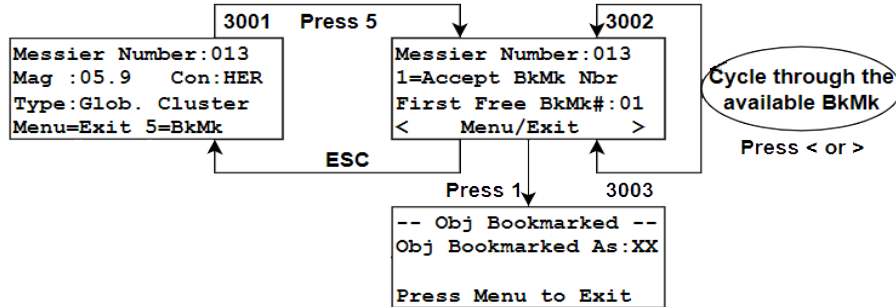 3001 Press 5
Messier Number:013
Mag :05.9 Con:HER
Type:Glob. Cluster
Menu=Exit 5=BkMk
3002
Messier Number:013
1=Accept BkMk Nbr
First Free BkMk#:01
< Menu/Exit >
Cycle through the
available BkMk
Press < or >
ESC
Press 1
3003
-- Obj Bookmarked --
Obj Bookmarked As:XX
Press Menu to Exit